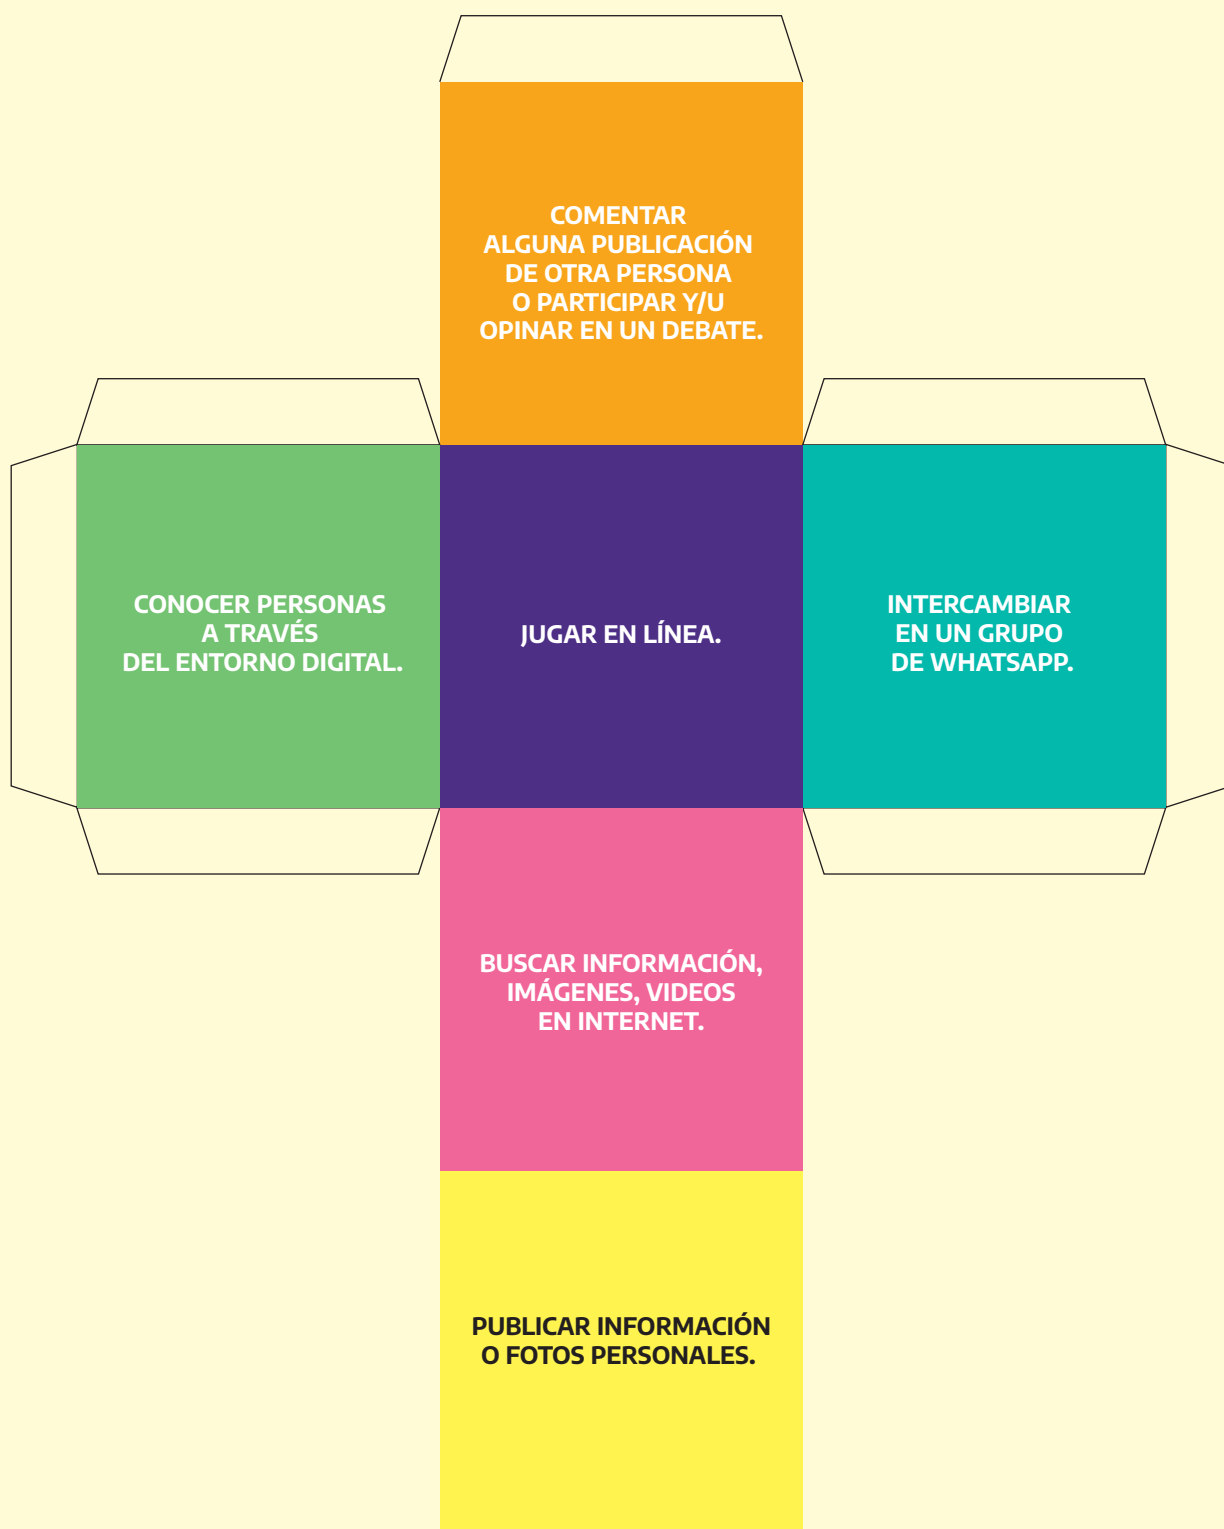 COMENTAR
ALGUNA PUBLICACIÓN
DE OTRA PERSONA
O PARTICIPAR Y/U
OPINAR EN UN DEBATE.
CONOCER PERSONAS
A TRAVÉS
DEL ENTORNO DIGITAL.
JUGAR EN LÍNEA.
INTERCAMBIAR
EN UN GRUPO
DE WHATSAPP.
BUSCAR INFORMACIÓN,
IMÁGENES, VIDEOS
EN INTERNET.
PUBLICAR INFORMACIÓN
O FOTOS PERSONALES.